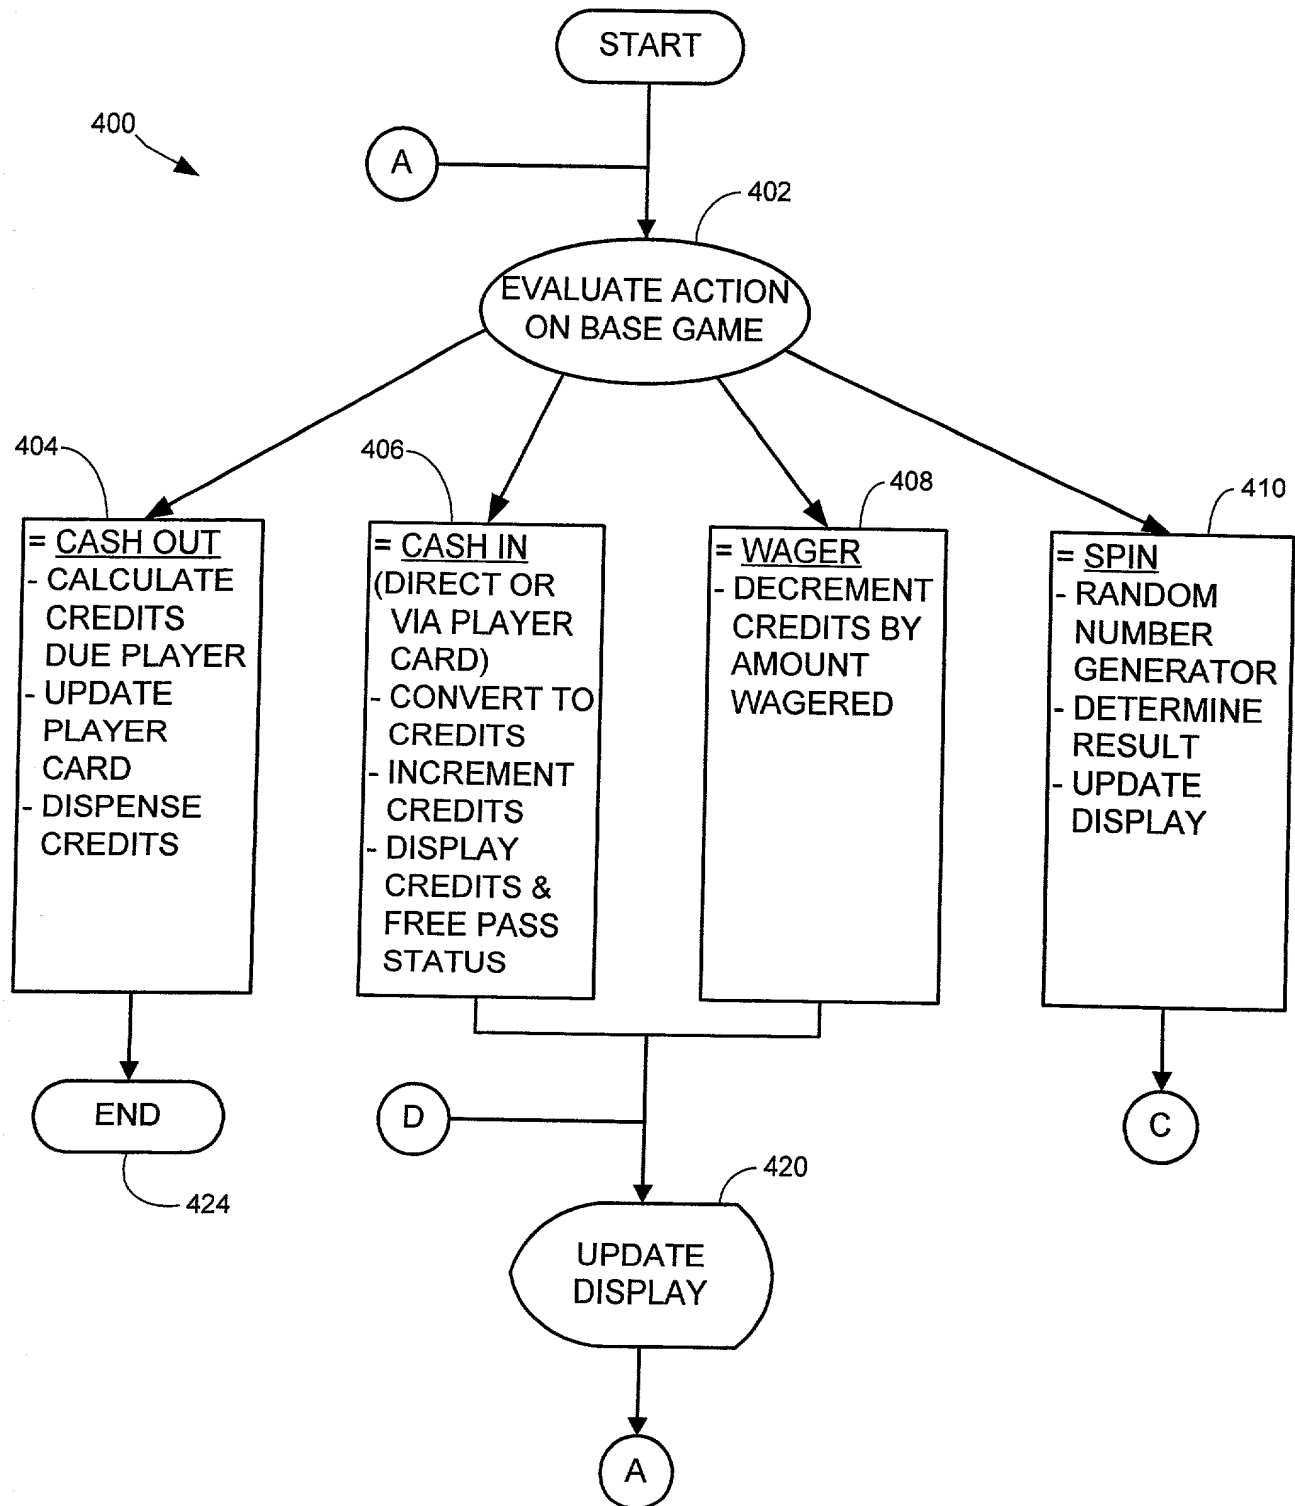 START
400
A
402
EVALUATE ACTION
ON BASE GAME
404
= CASH OUT
- CALCULATE
CREDITS
DUE PLAYER
- UPDATE
PLAYER
CARD
- DISPENSE
CREDITS
406
= CASH IN
(DIRECT OR
VIA PLAYER
CARD)
- CONVERT TO
CREDITS
- INCREMENT
CREDITS
- DISPLAY
CREDITS &
FREE PASS
STATUS
408
= WAGER
- DECREMENT
CREDITS BY
AMOUNT
WAGERED
410
= SPIN
- RANDOM
NUMBER
GENERATOR
- DETERMINE
RESULT
- UPDATE
DISPLAY
END
424
D
C
420
UPDATE
DISPLAY
A